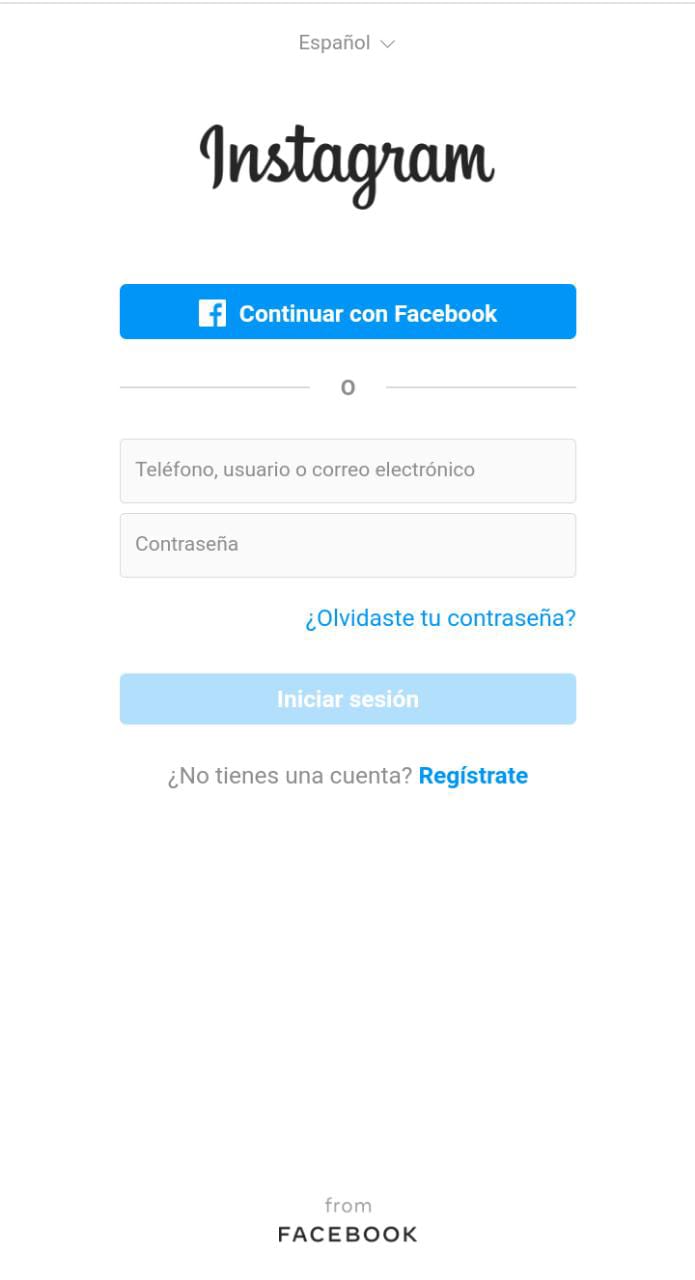 Español
Instagram
Continuar con Facebook
O
Teléfono, usuario o correo electrónico
Contraseña
¿Olvidaste tu contraseña?
Iniciar sesión
¿No tienes una cuenta? Regístrate
from
FACEBOOK